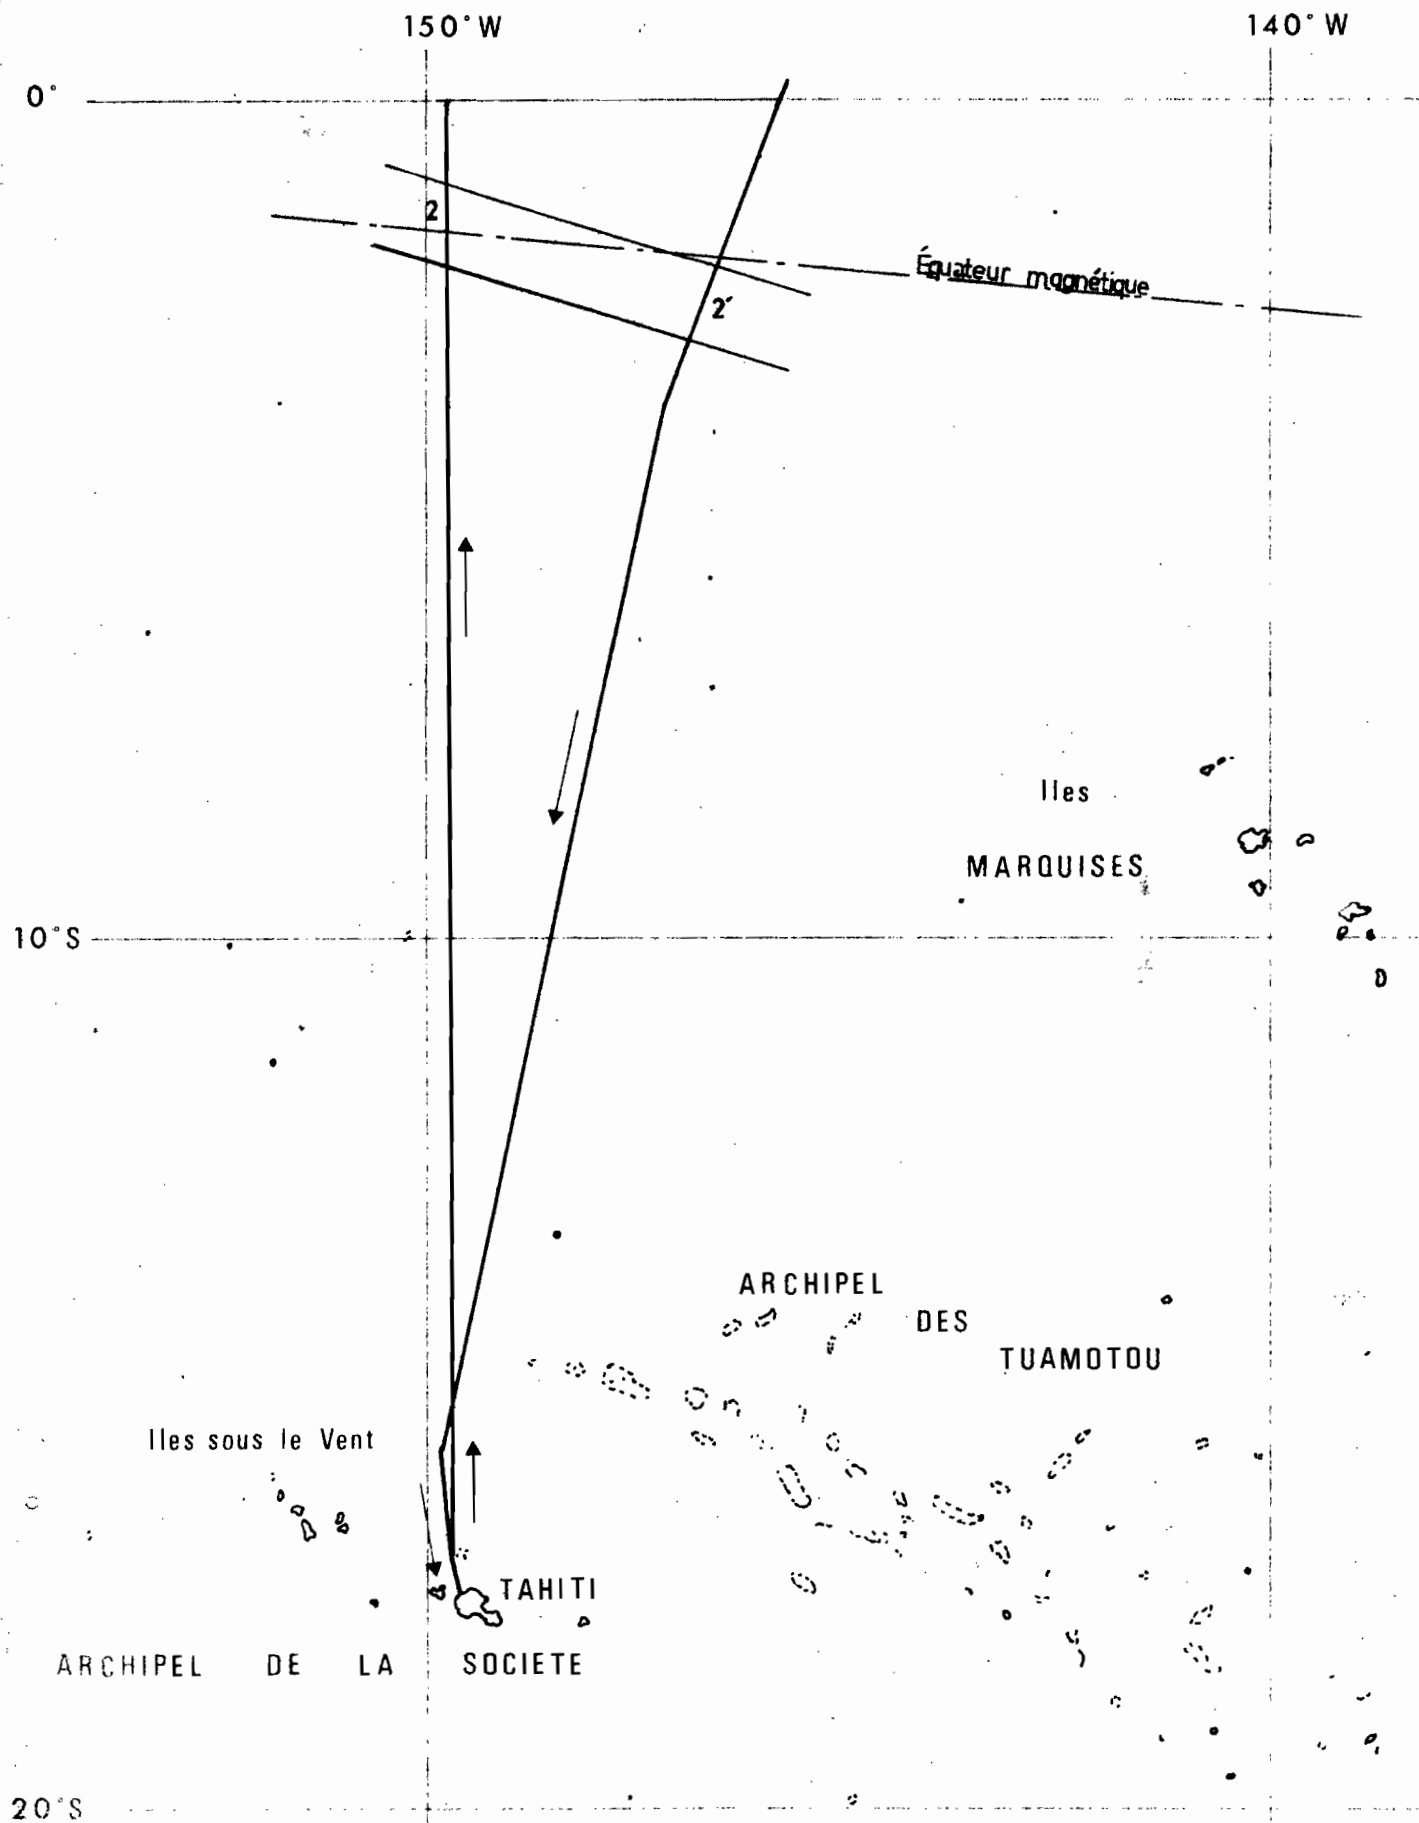 150°W
140°W
0°
2
Équateur magnétique
2'
Iles
MARQUISES
10°S
ARCHIPEL
DES
TUAMOTOU
Iles sous le Vent
TAHITI
ARCHIPEL DE LA SOCIETE
20°S